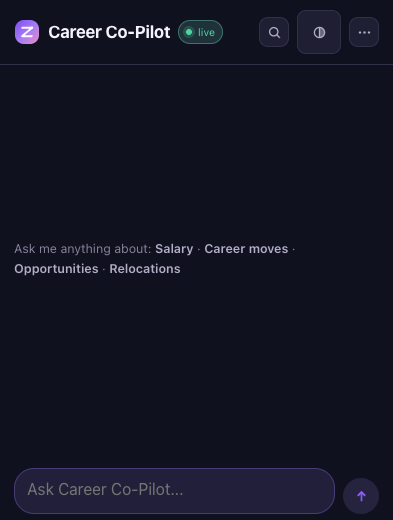 Career Co-Pilot live
Ask me anything about: Salary · Career moves ·
Opportunities · Relocations
Ask Career Co-Pilot...